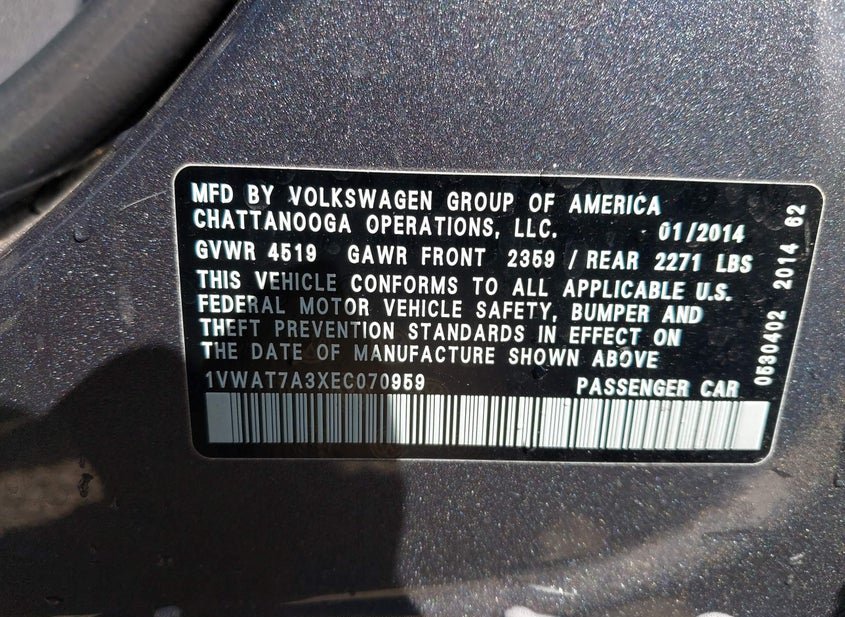 MFD BY VOLKSWAGEN GROUP OF AMERICA
CHATTANOOGA OPERATIONS, LLC. 01/2014
GVWR 4519 GAWR FRONT 2359 / REAR 2271 LBS
THIS VEHICLE CONFORMS TO ALL APPLICABLE U.S.
FEDERAL MOTOR VEHICLE SAFETY, BUMPER AND
THEFT PREVENTION STANDARDS IN EFFECT ON
THE DATE OF MANUFACTURE SHOWN ABOVE
1VWAT7A3XEC070959 PASSENGER CAR
0530402 2014 62